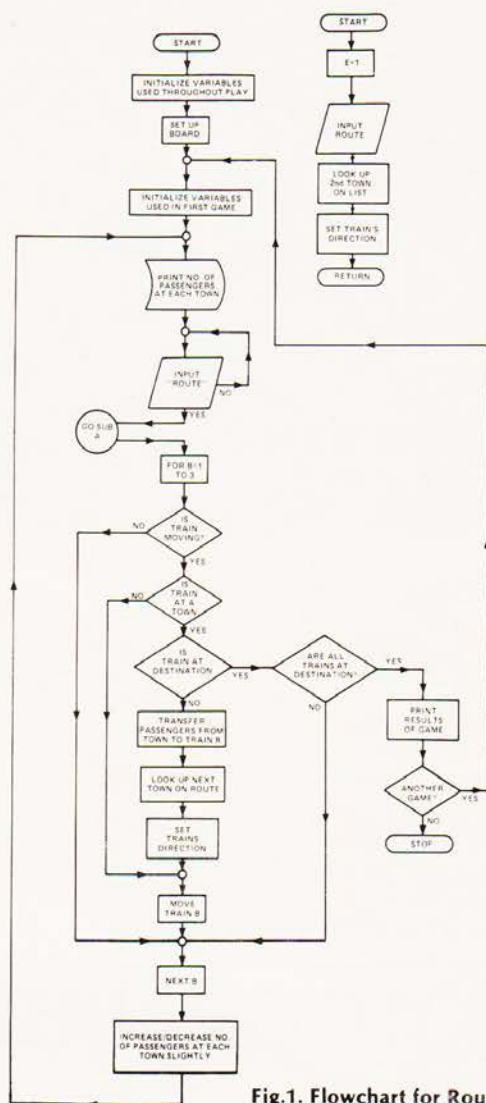 START
INITIALIZE VARIABLES
USED THROUGHOUT PLAY
SET UP
BOARD
INITIALIZE VARIABLES
USED IN FIRST GAME
PRINT NO. OF
PASSENGERS
AT EACH TOWN
INPUT
"ROUTE"
NO
YES
GO SUB
A
FOR B=1
TO 3
IS
TRAIN
MOVING?
NO
YES
IS
TRAIN
AT A
TOWN
NO
YES
IS
TRAIN AT
DESTINATION
YES
NO
ARE ALL
TRAINS AT
DESTINATION?
YES
NO
TRANSFER
PASSENGERS FROM
TOWN TO TRAIN B
LOOK UP NEXT
TOWN ON ROUTE
SET
TRAINS
DIRECTION
MOVE
TRAIN B
NEXT B
INCREASE/DECREASE NO.
OF PASSENGERS AT EACH
TOWN SLIGHTLY
PRINT
RESULTS
OF GAME
ANOTHER
GAME?
YES
NO
STOP
START
E=1
INPUT
ROUTE
LOOK UP
2nd TOWN
ON LIST
SET TRAIN'S
DIRECTION
RETURN
Fig.1. Flowchart for Rou